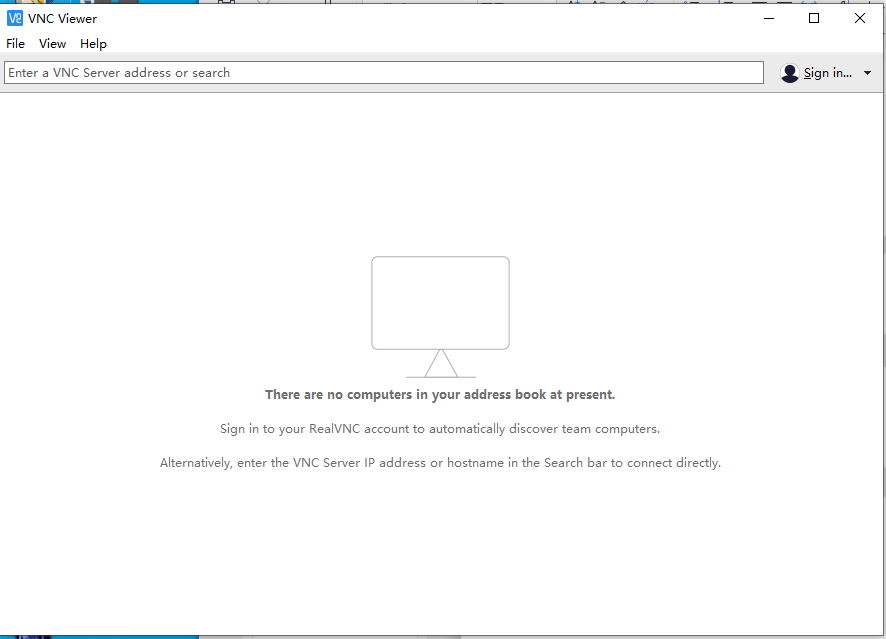 VNC Viewer
File View Help
Enter a VNC Server address or search
Sign in...
There are no computers in your address book at present.
Sign in to your RealVNC account to automatically discover team computers.
Alternatively, enter the VNC Server IP address or hostname in the Search bar to connect directly.